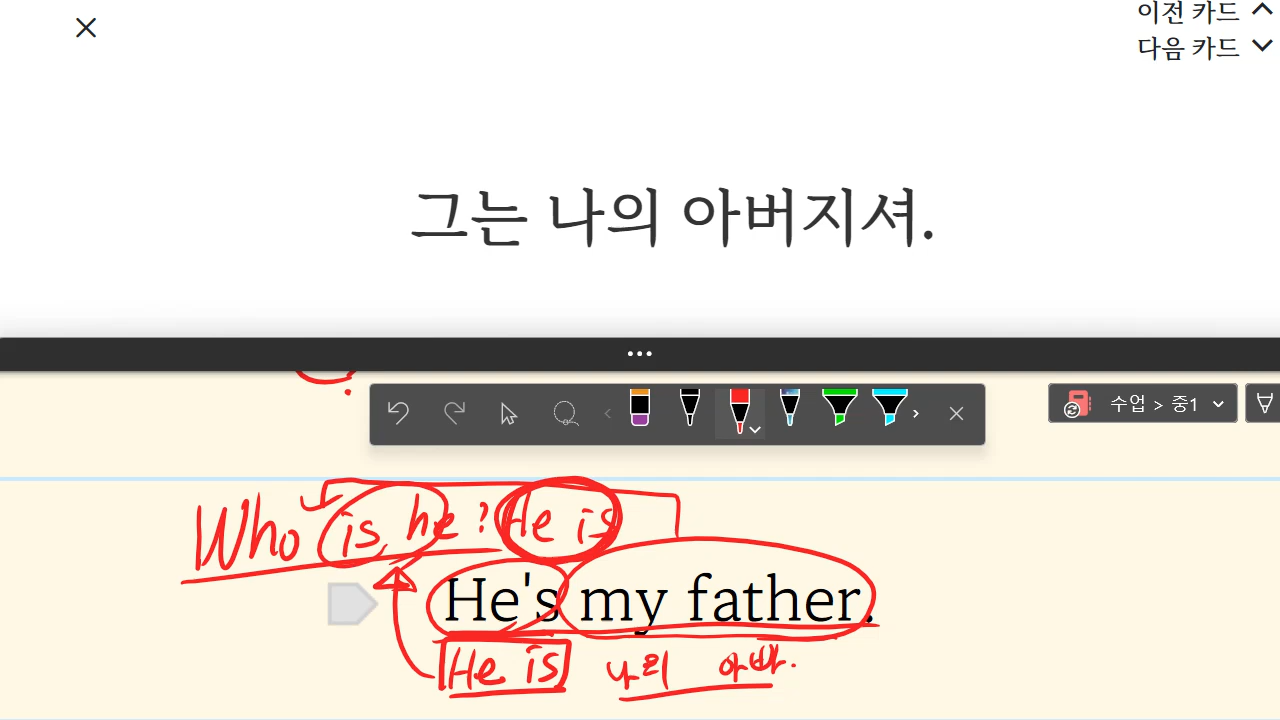 이전 카드
다음 카드
그는 나의 아버지셔.
수업 > 중1
Who is he? He is
He's my father.
He is 나의 아빠.